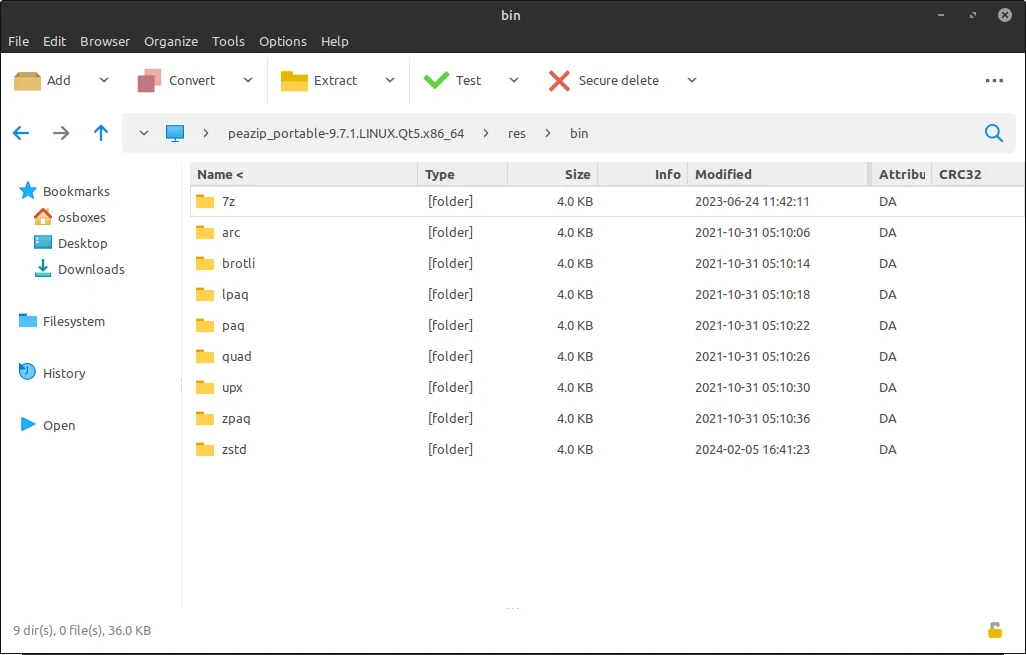 bin
File Edit Browser Organize Tools Options Help
Add Convert Extract Test Secure delete
peazip_portable-9.7.1.LINUX.Qt5.x86_64 res bin
Bookmarks
osboxes
Desktop
Downloads
Filesystem
History
Open
Name < Type Size Info Modified Attribu CRC32
7z [folder] 4.0 KB 2023-06-24 11:42:11 DA
arc [folder] 4.0 KB 2021-10-31 05:10:06 DA
brotli [folder] 4.0 KB 2021-10-31 05:10:14 DA
lpaq [folder] 4.0 KB 2021-10-31 05:10:18 DA
paq [folder] 4.0 KB 2021-10-31 05:10:22 DA
quad [folder] 4.0 KB 2021-10-31 05:10:26 DA
upx [folder] 4.0 KB 2021-10-31 05:10:30 DA
zpaq [folder] 4.0 KB 2021-10-31 05:10:36 DA
zstd [folder] 4.0 KB 2024-02-05 16:41:23 DA
9 dir(s), 0 file(s), 36.0 KB